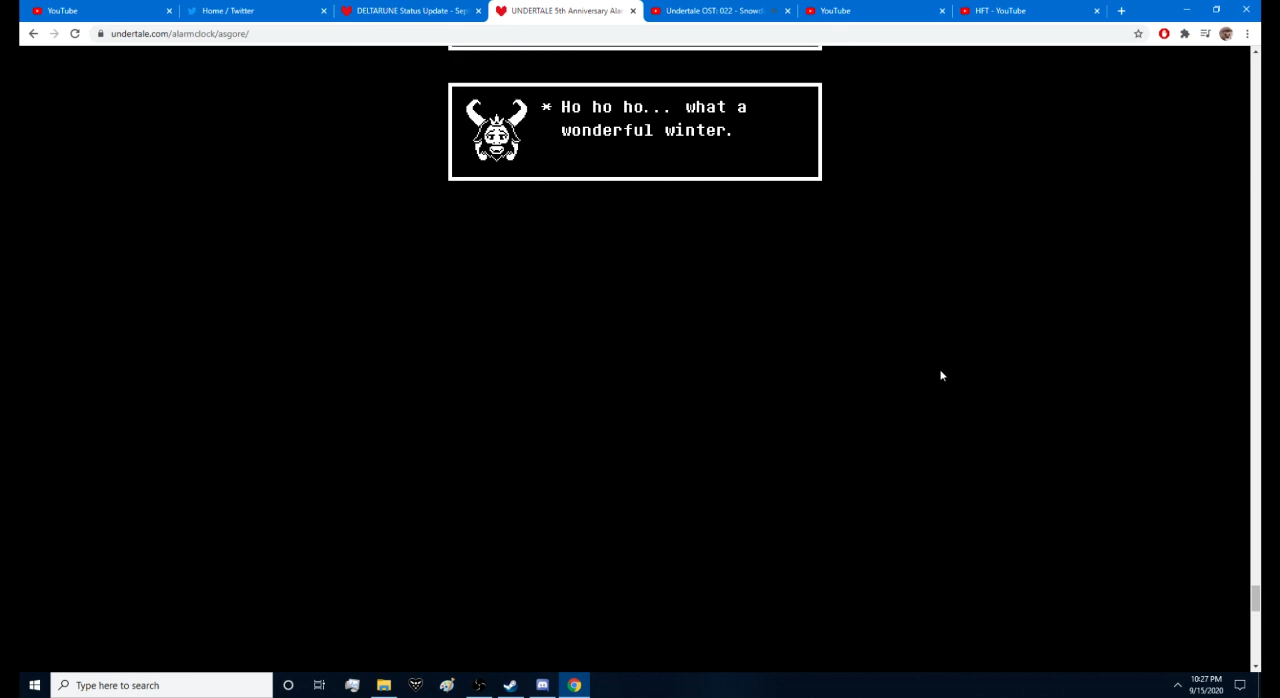 YouTube
Home / Twitter
DELTARUNE Status Update - Sep
UNDERTALE 5th Anniversary Alar
Undertale OST: 022 - Snowd
YouTube
HFT - YouTube
undertale.com/alarmclock/asgore/
* Ho ho ho... what a
wonderful winter.
Type here to search
10:27 PM
9/15/2020